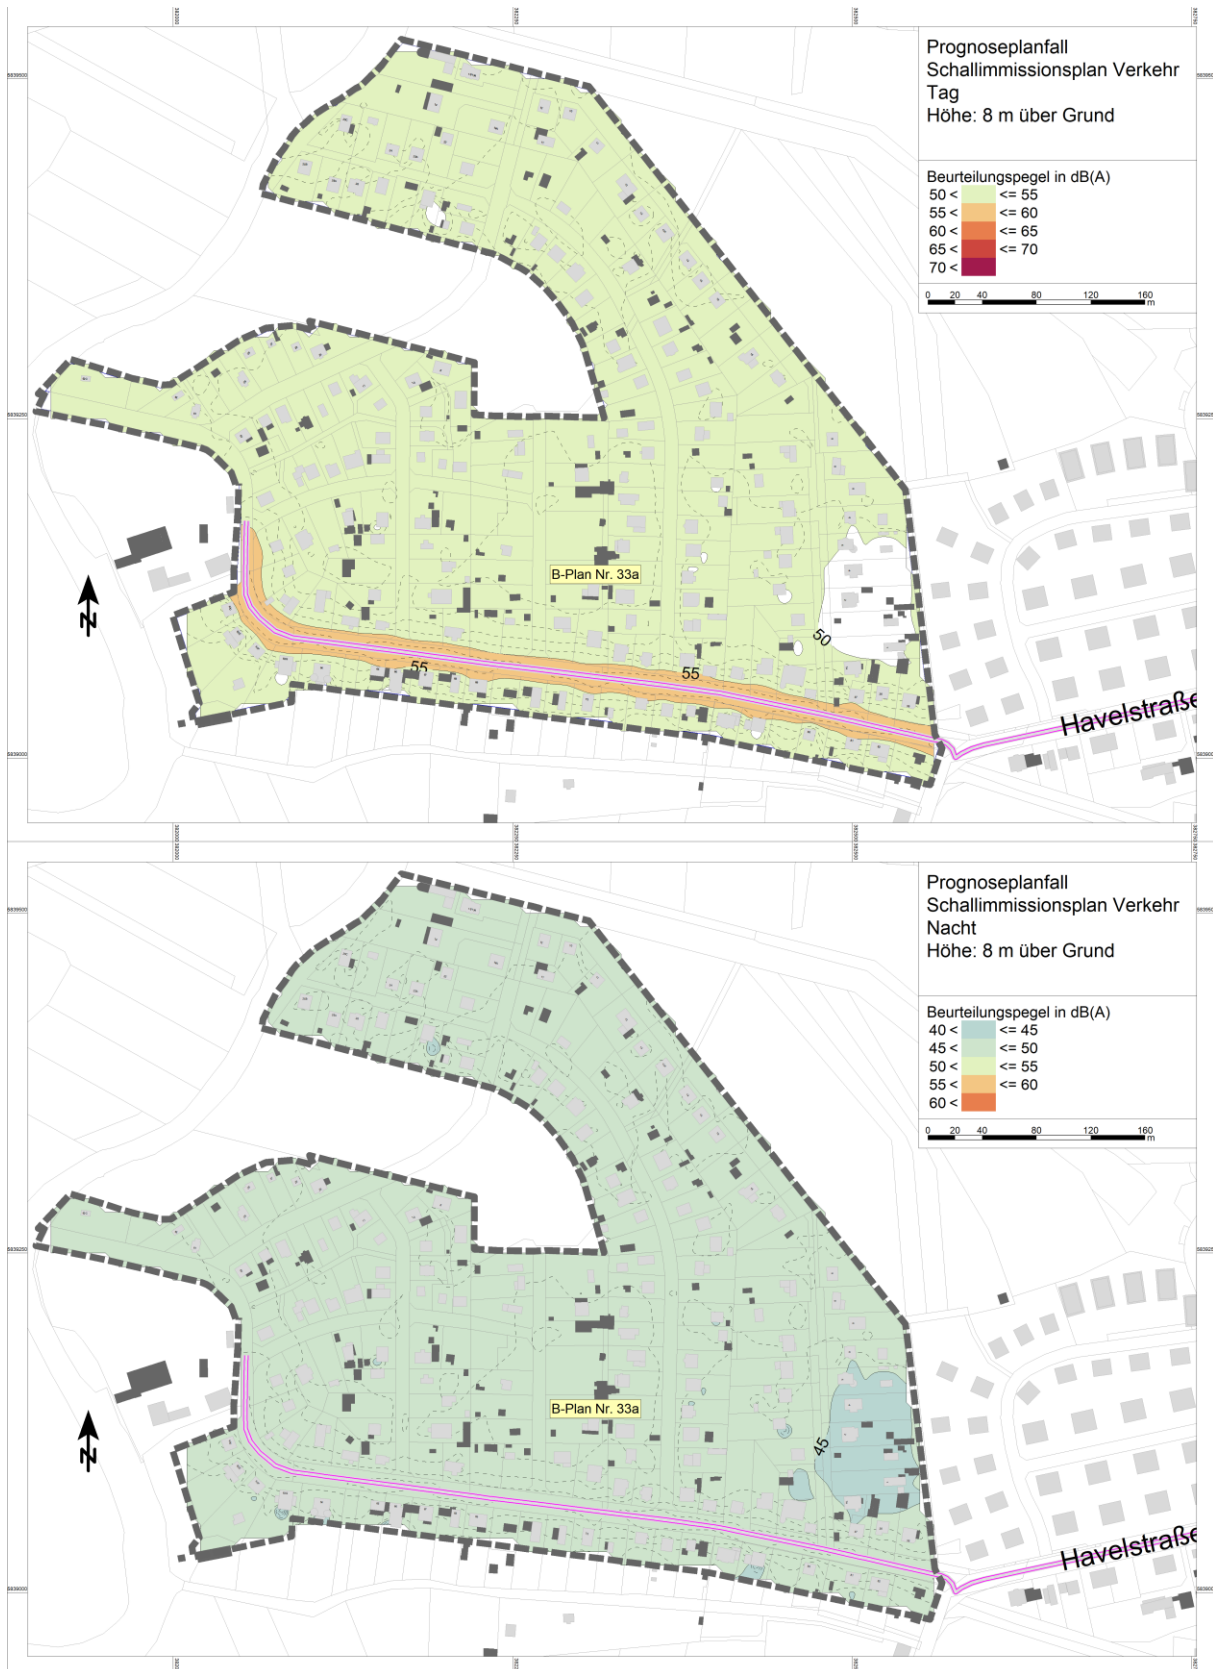 Prognoseplanfall
Schallimmissionsplan Verkehr
Tag
Höhe: 8 m über Grund
Beurteilungspegel in dB(A)
50 < <= 55
55 < <= 60
60 < <= 65
65 < <= 70
70 <
0 20 40 80 120 160
m
B-Plan Nr. 33a
50
55
55
Havelstraße
Prognoseplanfall
Schallimmissionsplan Verkehr
Nacht
Höhe: 8 m über Grund
Beurteilungspegel in dB(A)
40 < <= 45
45 < <= 50
50 < <= 55
55 < <= 60
60 <
0 20 40 80 120 160
m
B-Plan Nr. 33a
45
Havelstraße